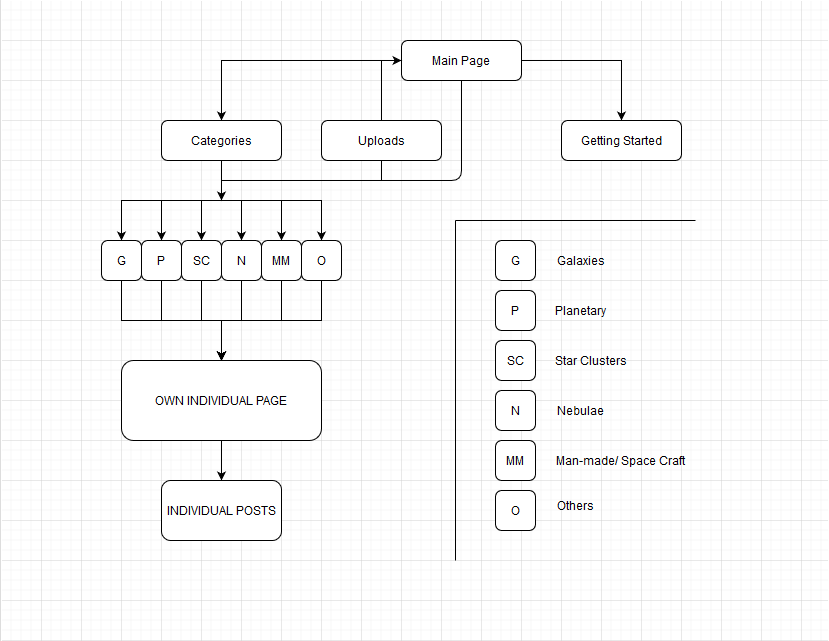 Main Page
Categories
Uploads
Getting Started
G
P
SC
N
MM
O
G
Galaxies
P
Planetary
SC
Star Clusters
N
Nebulae
MM
Man-made/ Space Craft
O
Others
OWN INDIVIDUAL PAGE
INDIVIDUAL POSTS